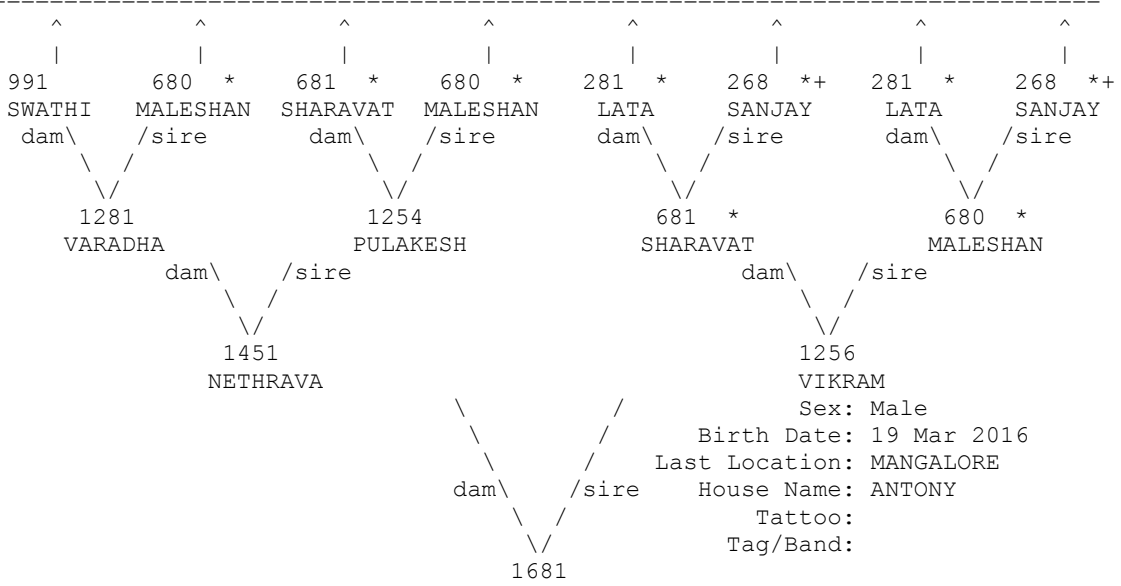 991 680 * 681 * 680 * 281 * 268 *+ 281 * 268 *+
SWATHI MALESHAN SHARAVAT MALESHAN LATA SANJAY LATA SANJAY
dam\ /sire dam\ /sire dam\ /sire dam\ /sire
1281 1254 681 * 680 *
VARADHA PULAKESH SHARAVAT MALESHAN
dam\ /sire dam\ /sire
1451 1256
NETHRAVA VIKRAM
Sex: Male
Birth Date: 19 Mar 2016
Last Location: MANGALORE
dam\ /sire House Name: ANTONY
Tattoo:
Tag/Band:
1681